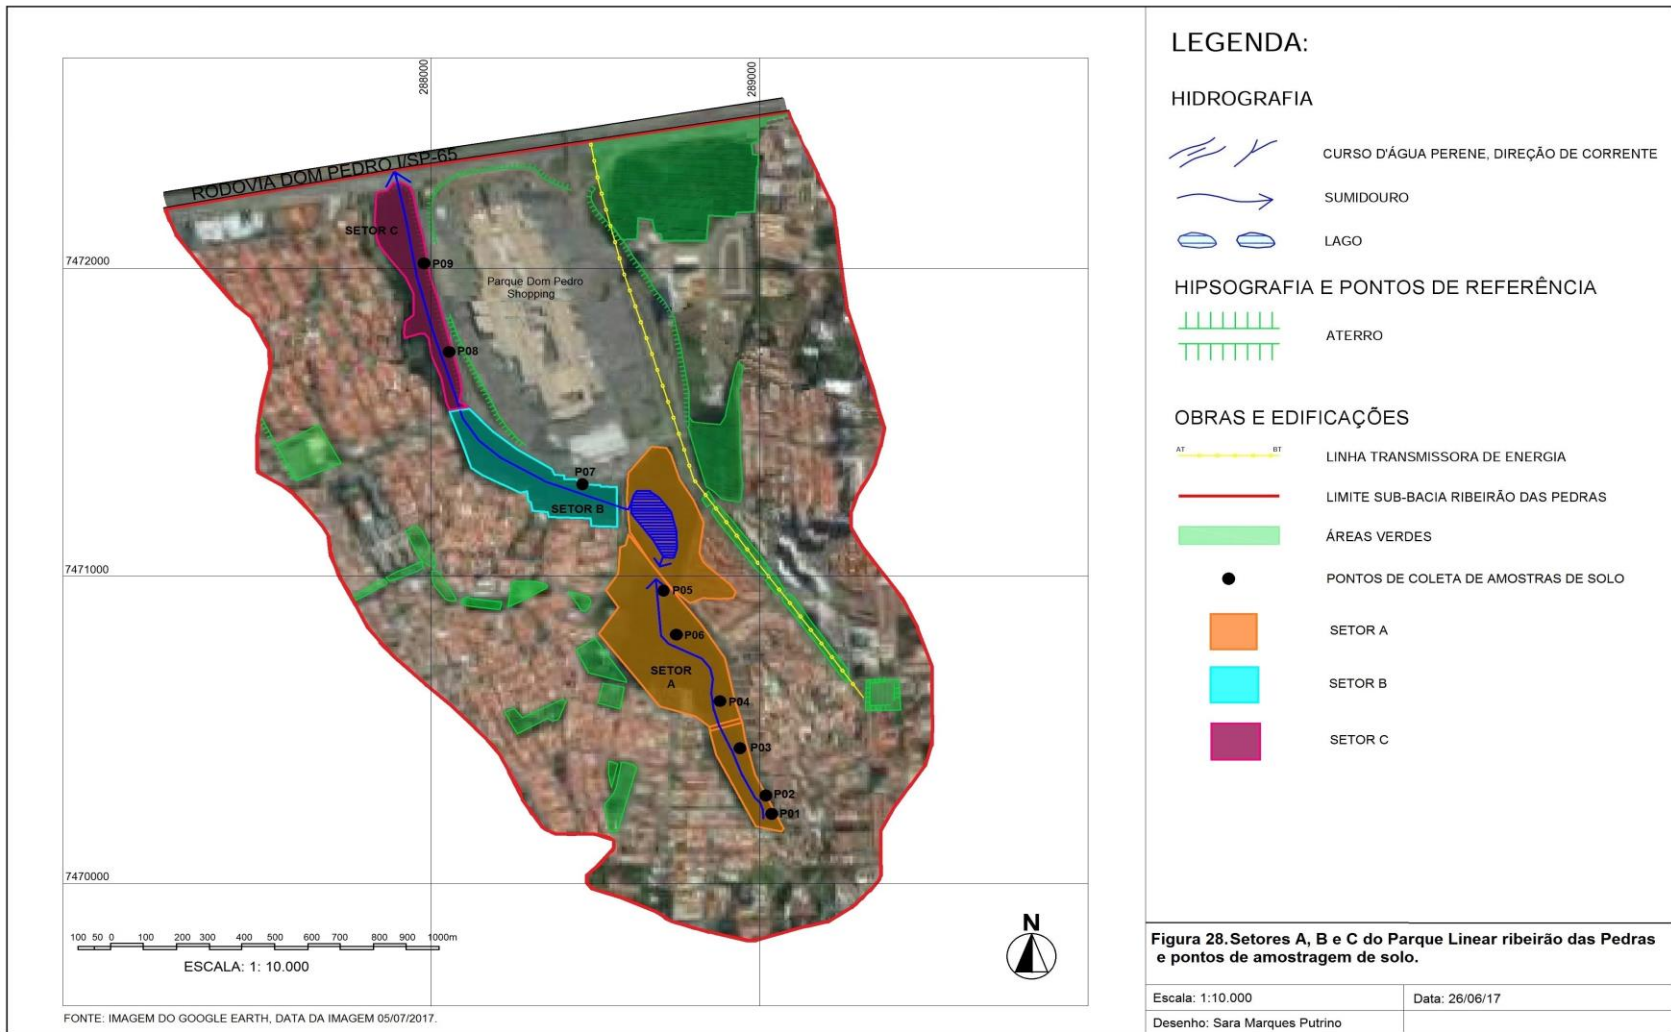 288000
289000
RODOVIA DOM PEDRO I/SP-65
SETOR C
7472000
P09
Parque Dom Pedro
Shopping
P08
P07
SETOR B
7471000
P05
P06
SETOR
A
P04
P03
P02
P01
7470000
N
100 50 0 100 200 300 400 500 600 700 800 900 1000m
ESCALA: 1: 10.000
FONTE: IMAGEM DO GOOGLE EARTH, DATA DA IMAGEM 05/07/2017.
LEGENDA:
HIDROGRAFIA
CURSO D'ÁGUA PERENE, DIREÇÃO DE CORRENTE
SUMIDOURO
LAGO
HIPSOGRAFIA E PONTOS DE REFERÊNCIA
ATERRO
OBRAS E EDIFICAÇÕES
AT BT
LINHA TRANSMISSORA DE ENERGIA
LIMITE SUB-BACIA RIBEIRÃO DAS PEDRAS
ÁREAS VERDES
PONTOS DE COLETA DE AMOSTRAS DE SOLO
SETOR A
SETOR B
SETOR C
Figura 28.Setores A, B e C do Parque Linear ribeirão das Pedras
e pontos de amostragem de solo.
Escala: 1:10.000
Data: 26/06/17
Desenho: Sara Marques Putrino